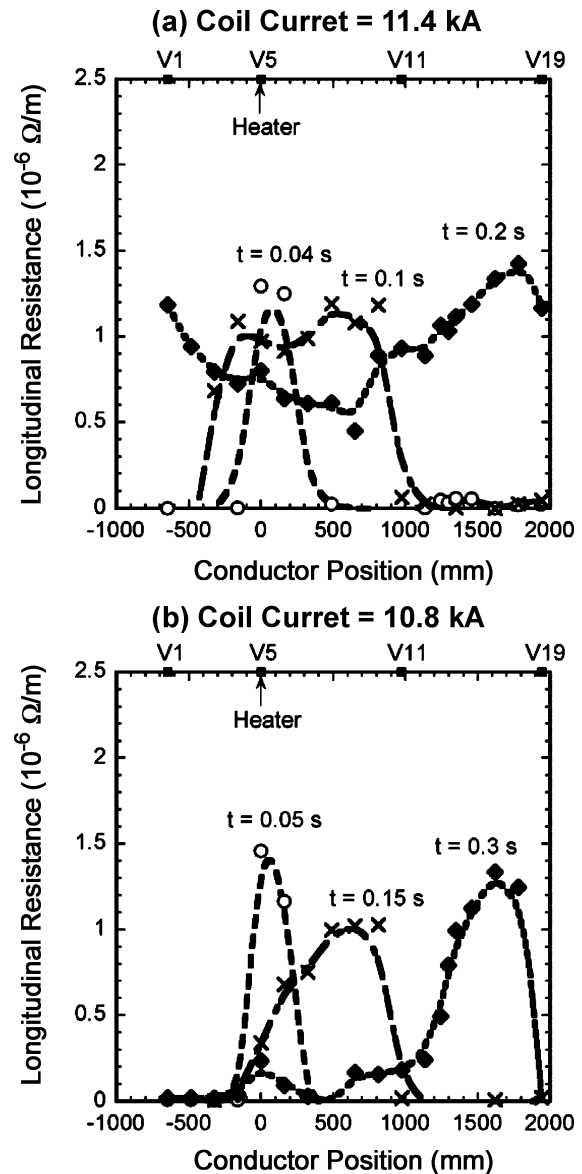 (a) Coil Curret = 11.4 kA
V1 V5 V11 V19
2.5
Heater
2
t = 0.2 s
1.5
t = 0.04 s
t = 0.1 s
1
0.5
0
-1000 -500 0 500 1000 1500 2000
Longitudinal Resistance (10⁻⁶ Ω/m)
Conductor Position (mm)
(b) Coil Curret = 10.8 kA
V1 V5 V11 V19
2.5
Heater
2
t = 0.05 s
1.5
t = 0.3 s
t = 0.15 s
1
0.5
0
-1000 -500 0 500 1000 1500 2000
Longitudinal Resistance (10⁻⁶ Ω/m)
Conductor Position (mm)